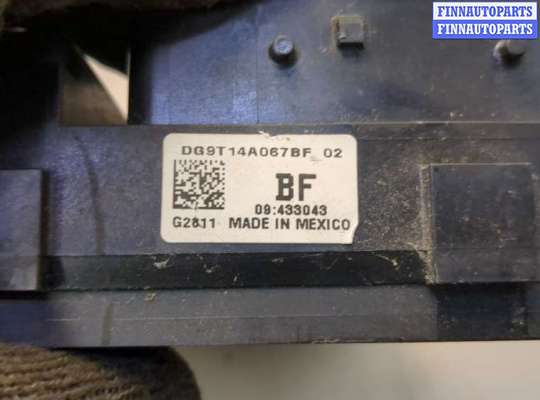 FINNAUTOPARTS
FINNAUTOPARTS
DG9T14A067BF 02
BF
09:433043
G2811 MADE IN MEXICO